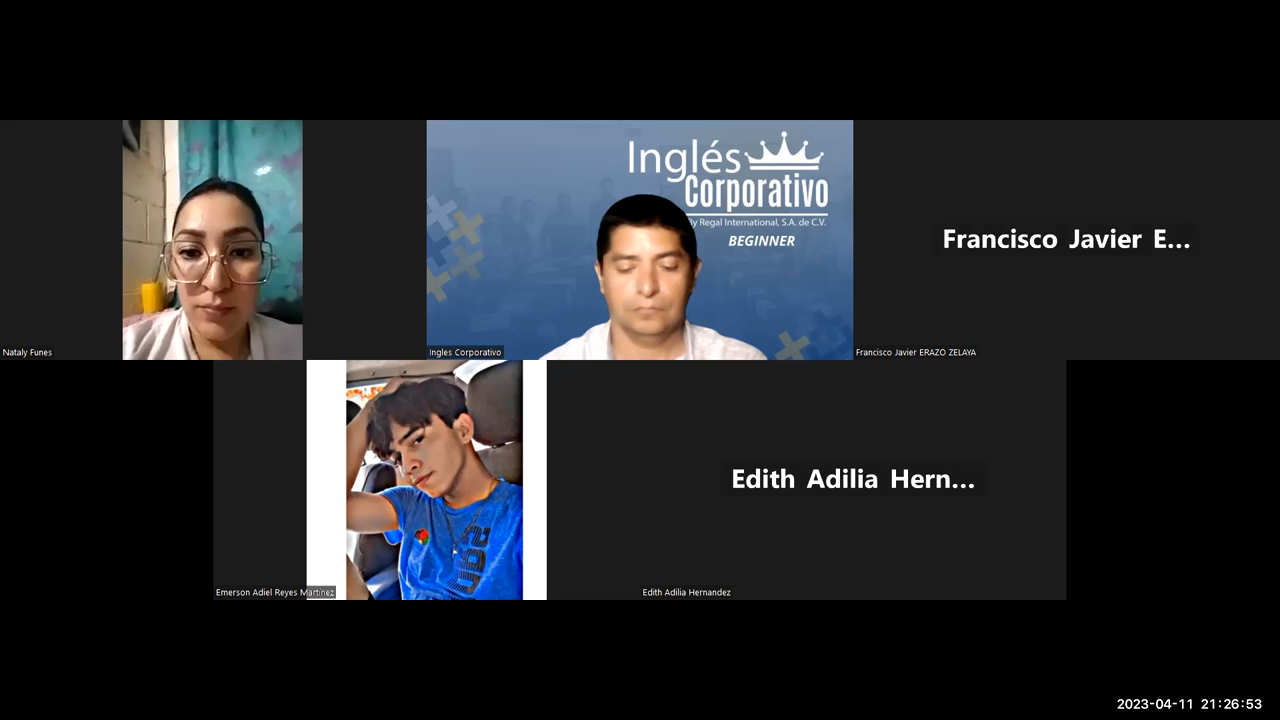 Inglés
Corporativo
By Regal International, S.A. de C.V.
BEGINNER
Francisco Javier E...
Nataly Funes
Ingles Corporativo
Francisco Javier ERAZO ZELAYA
Edith Adilia Hern...
Emerson Adiel Reyes Martinez
Edith Adilia Hernandez
2023-04-11 21:26:53